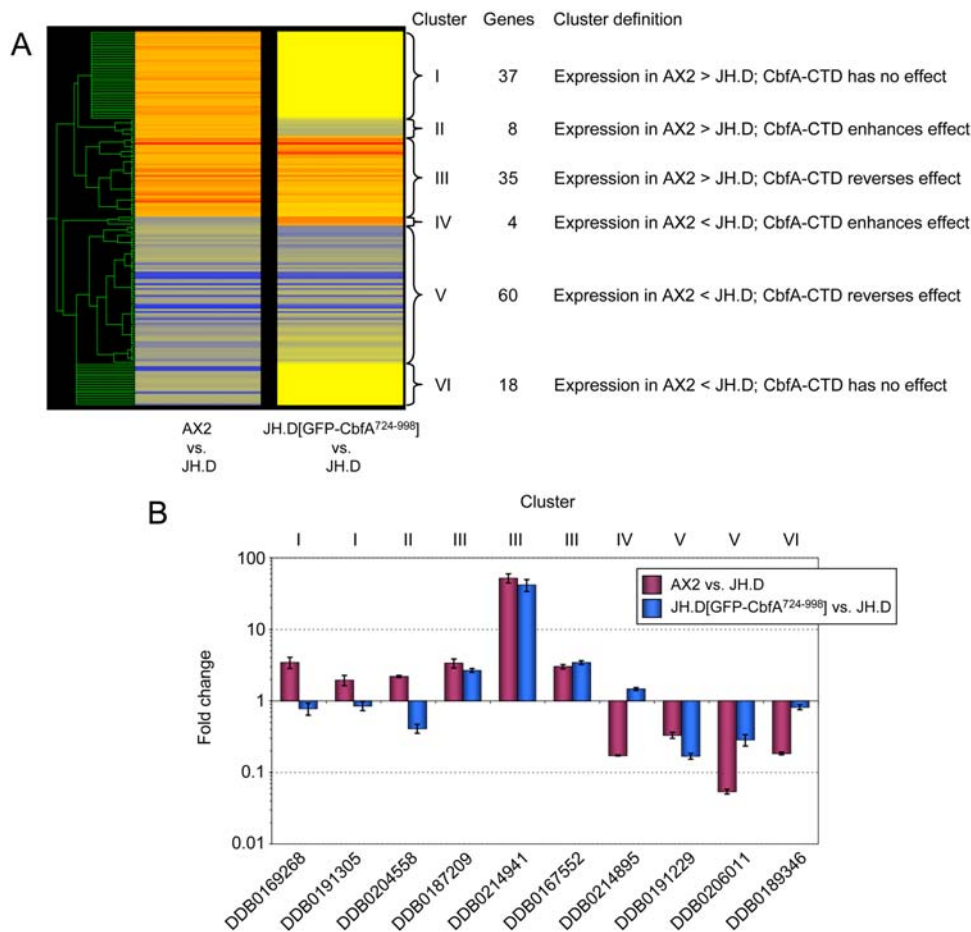 A
Cluster Genes Cluster definition
I 37 Expression in AX2 > JH.D; CbfA-CTD has no effect
II 8 Expression in AX2 > JH.D; CbfA-CTD enhances effect
III 35 Expression in AX2 > JH.D; CbfA-CTD reverses effect
IV 4 Expression in AX2 < JH.D; CbfA-CTD enhances effect
V 60 Expression in AX2 < JH.D; CbfA-CTD reverses effect
VI 18 Expression in AX2 < JH.D; CbfA-CTD has no effect
AX2 JH.D[GFP-CbfA⁷²⁴⁻⁹⁹⁸]
vs. vs.
JH.D JH.D
B
Cluster
I I II III III III IV V V VI
100
10
1
0.1
0.01
Fold change
AX2 vs. JH.D
JH.D[GFP-CbfA⁷²⁴⁻⁹⁹⁸] vs. JH.D
DDB0169268 DDB0191305 DDB0204558 DDB0187209 DDB0214941 DDB0167552 DDB0214895 DDB0191229 DDB0206011 DDB0189346